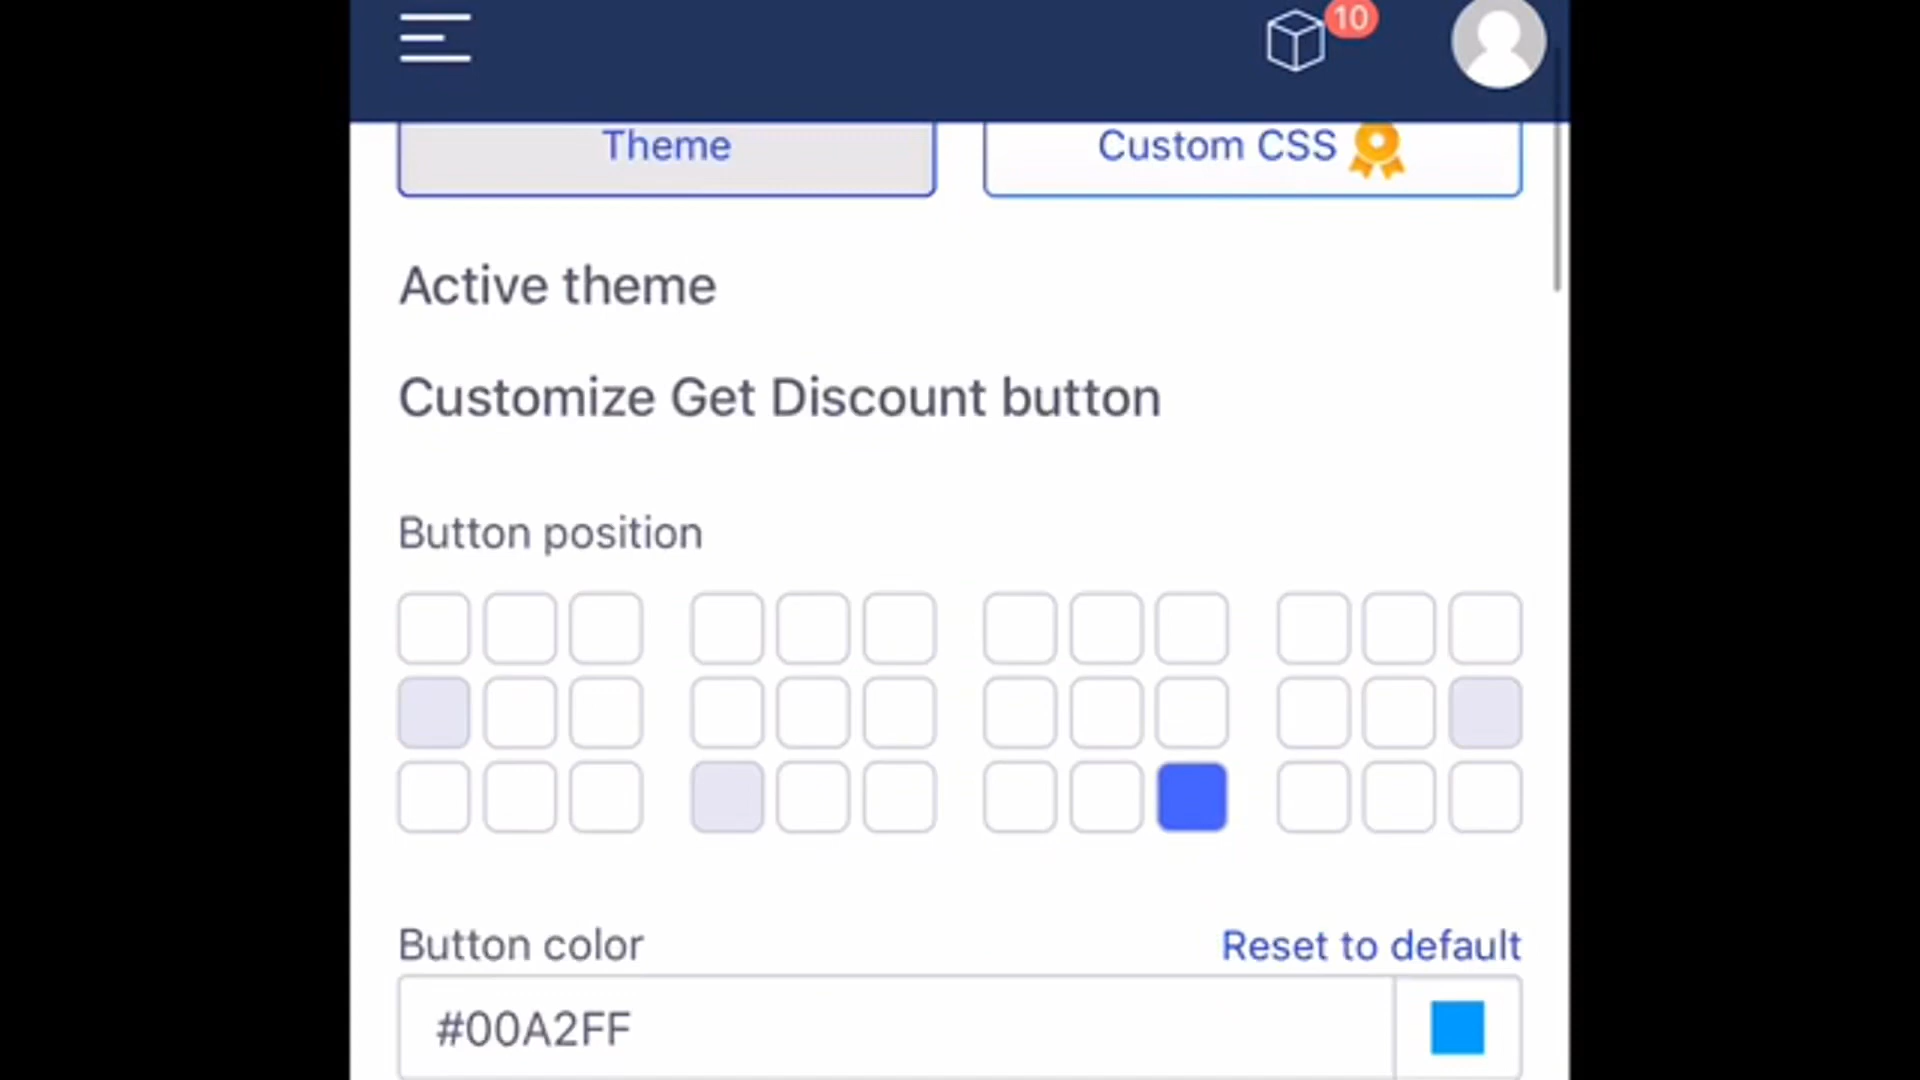 10
Theme
Custom CSS
Active theme
Customize Get Discount button
Button position
Button color
Reset to default
#00A2FF